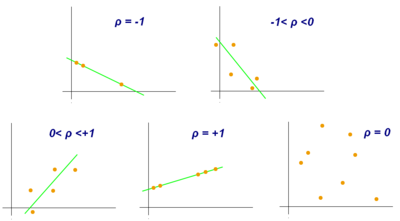 ρ = -1
-1< ρ <0
0< ρ <+1
ρ = +1
ρ = 0